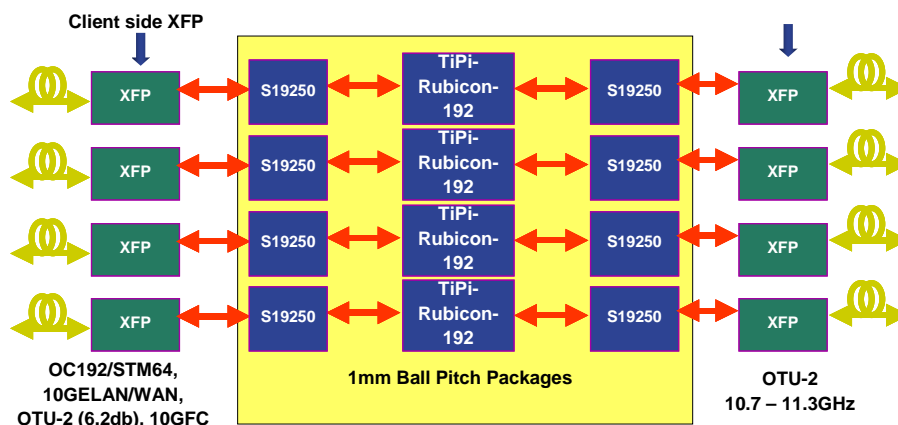 Client side XFP
XFP
S19250
TiPi-
Rubicon-
192
S19250
XFP
XFP
S19250
TiPi-
Rubicon-
192
S19250
XFP
XFP
S19250
TiPi-
Rubicon-
192
S19250
XFP
XFP
S19250
TiPi-
Rubicon-
192
S19250
XFP
OC192/STM64,
10GELAN/WAN,
OTU-2 (6.2db), 10GFC
1mm Ball Pitch Packages
OTU-2
10.7 – 11.3GHz